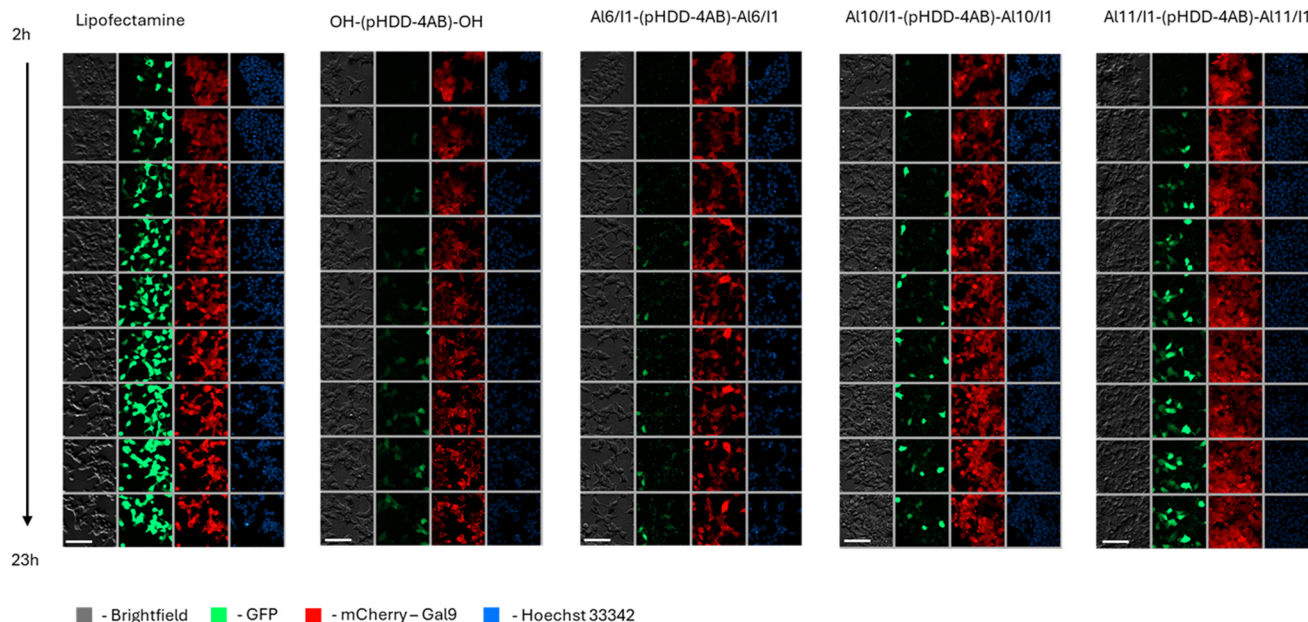 Lipofectamine
OH-(pHDD-4AB)-OH
Al6/I1-(pHDD-4AB)-Al6/I1
Al10/I1-(pHDD-4AB)-Al10/I1
Al11/I1-(pHDD-4AB)-Al11/I1
2h
23h
- Brightfield
- GFP
- mCherry – Gal9
- Hoechst 33342